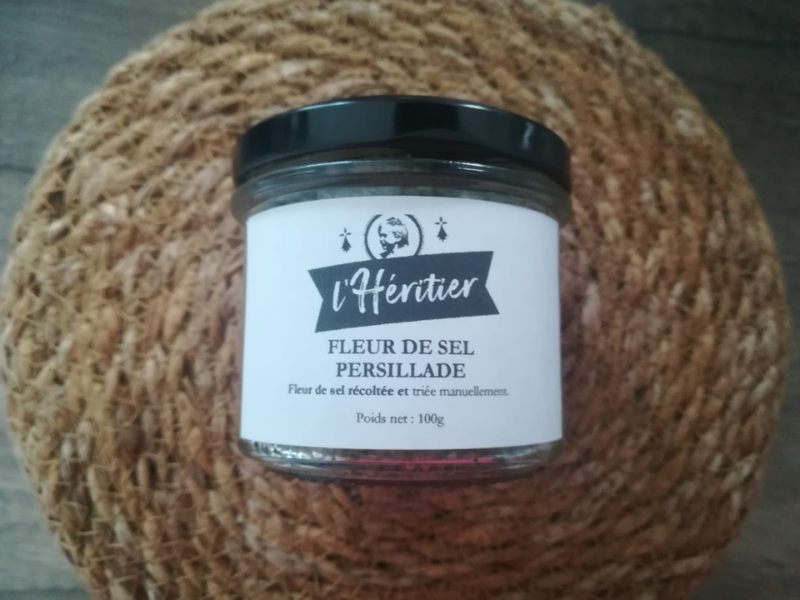 l'Héritier
FLEUR DE SEL
PERSILLADE
Fleur de sel récoltée et triée manuellement.
Poids net : 100g